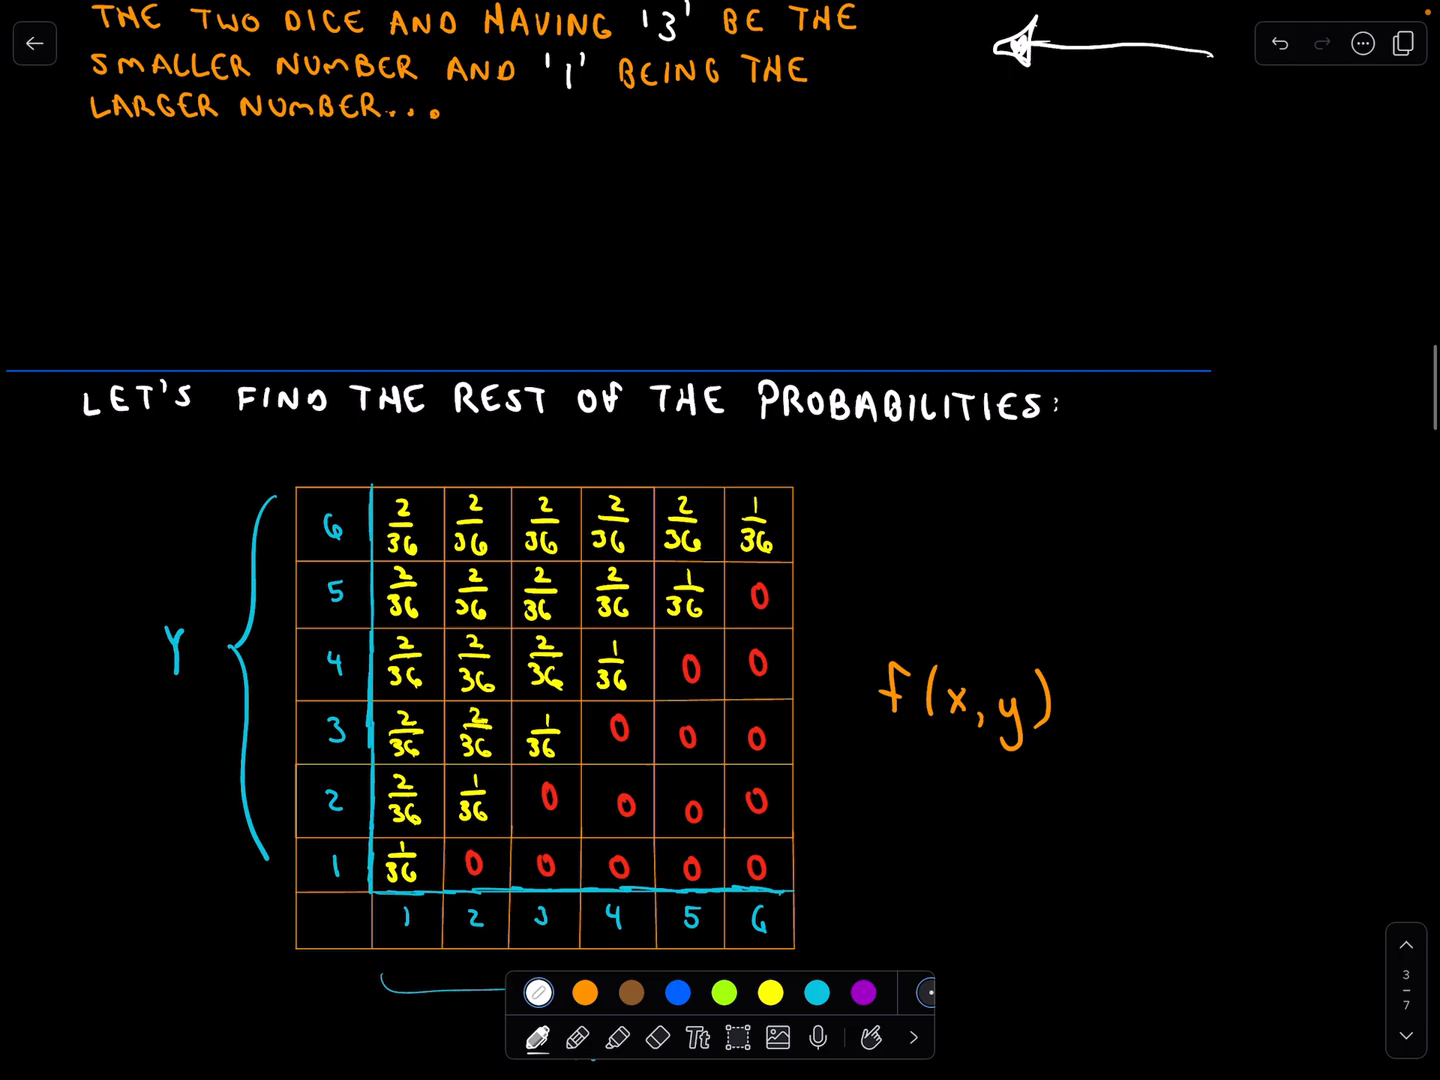 THE TWO DICE AND HAVING '3' BE THE
SMALLER NUMBER AND '1' BEING THE
LARGER NUMBER...
LET'S FIND THE REST OF THE PROBABILITIES:
Y
6 2/36 2/36 2/36 2/36 2/36 1/36
5 2/36 2/36 2/36 2/36 1/36 0
4 2/36 2/36 2/36 1/36 0 0
3 2/36 2/36 1/36 0 0 0
2 2/36 1/36 0 0 0 0
1 1/36 0 0 0 0 0
1 2 3 4 5 6
f(x,y)
Tt
3
7